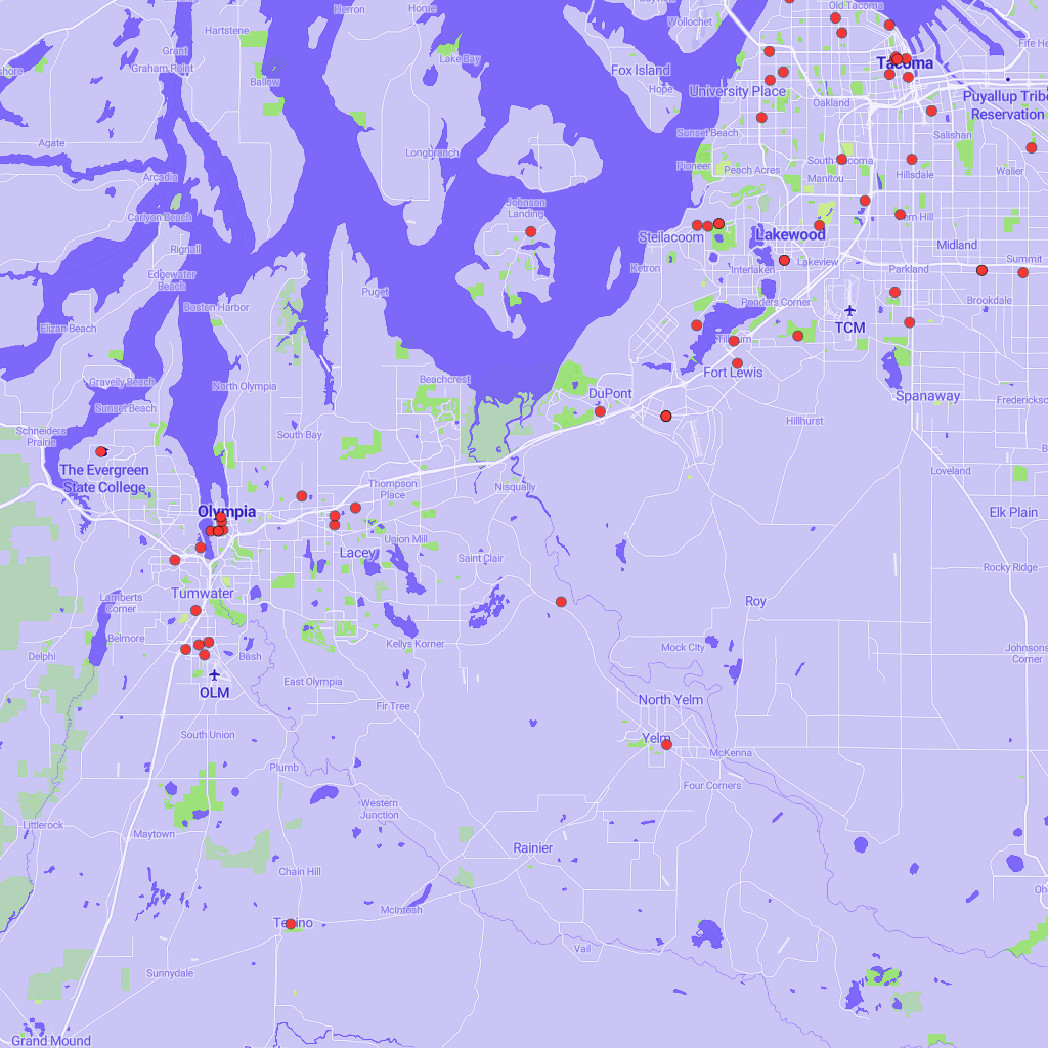 Herron
Home
Wollochet
Old Tacoma
Hartstene
Grant
Graham Point
Lake Bay
Fox Island
Hope
Tacoma
Fife He
shore
Ballow
University Place
Oakland
Puyallup Tribe
Reservation
Agate
Longbranch
Sunset Beach
Salishan
Pioneer
Peach Acres
South Tacoma
Manitou
Hillsdale
Waller
Arcadia
Johnson
Landing
Carlyon Beach
Fern Hill
Steilacoom
Lakewood
Midland
Rignall
Ketron
Interlaken
Lakeview
Parkland
Summit
Edgewater
Beach
Puget
Boston Harbor
Ponders Corner
Brookdale
Elizan Beach
TCM
Tillicum
Fort Lewis
Gravelly Beach
North Olympia
Beachcrest
DuPont
Spanaway
Fredericks
Sunset Beach
Schneiders
Prairie
South Bay
Hillhurst
The Evergreen
State College
Thompson
Place
Nisqually
Loveland
Olympia
Elk Plain
Lacey
Union Mill
Saint Clair
Rocky Ridge
Tumwater
Lamberts
Corner
Roy
Belmore
Delphi
Bush
Kellys Korner
Mock City
Johnsons
Corner
OLM
East Olympia
Fir Tree
North Yelm
South Union
Yelm
McKenna
Plumb
Four Corners
Western
Junction
Littlerock
Maytown
Rainier
Chain Hill
Oh
McIntosh
Tenino
Vail
Sunnydale
Grand Mound